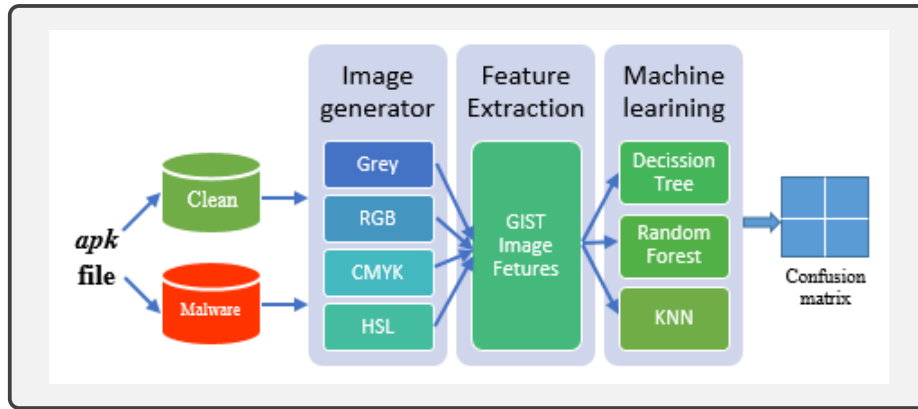 Image
generator
Feature
Extraction
Machine
learining
Grey
RGB
CMYK
HSL
GIST
Image
Fetures
Decission
Tree
Random
Forest
KNN
Clean
Malware
apk
file
Confusion
matrix